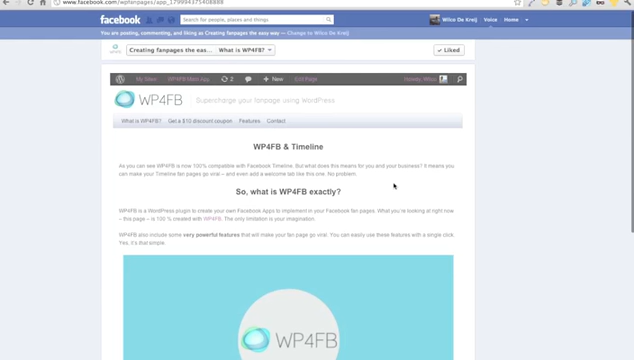 www.facebook.com/wpfanpages/app_179994375408888
facebook
Search for people, places and things
Wilco De Kreij
Voice
Home
You are posting, commenting, and liking as Creating fanpages the easy way – Change to Wilco De Kreij
Creating fanpages the eas...
What is WP4FB?
Liked
My Sites
WP4FB Main App
2
New
Edit Page
Howdy, Wilco
WP4FB
Supercharge your fanpage using WordPress
What is WP4FB?
Get a $10 discount coupon
Features
Contact
WP4FB & Timeline
As you can see WP4FB is now 100% compatible with Facebook Timeline. But what does this means for you and your business? It means you
can make your Timeline fan pages go viral – and even add a welcome tab like this one. No problem.
So, what is WP4FB exactly?
WP4FB is a WordPress plugin to create your own Facebook Apps to implement in your Facebook fan pages. What you're looking at right now
– this page – is 100 % created with WP4FB. The only limitation is your imagination.
WP4FB also include some very powerful features that will make your fan page go viral. You can easily use these features with a single click.
Yes, it's that simple.
WP4FB